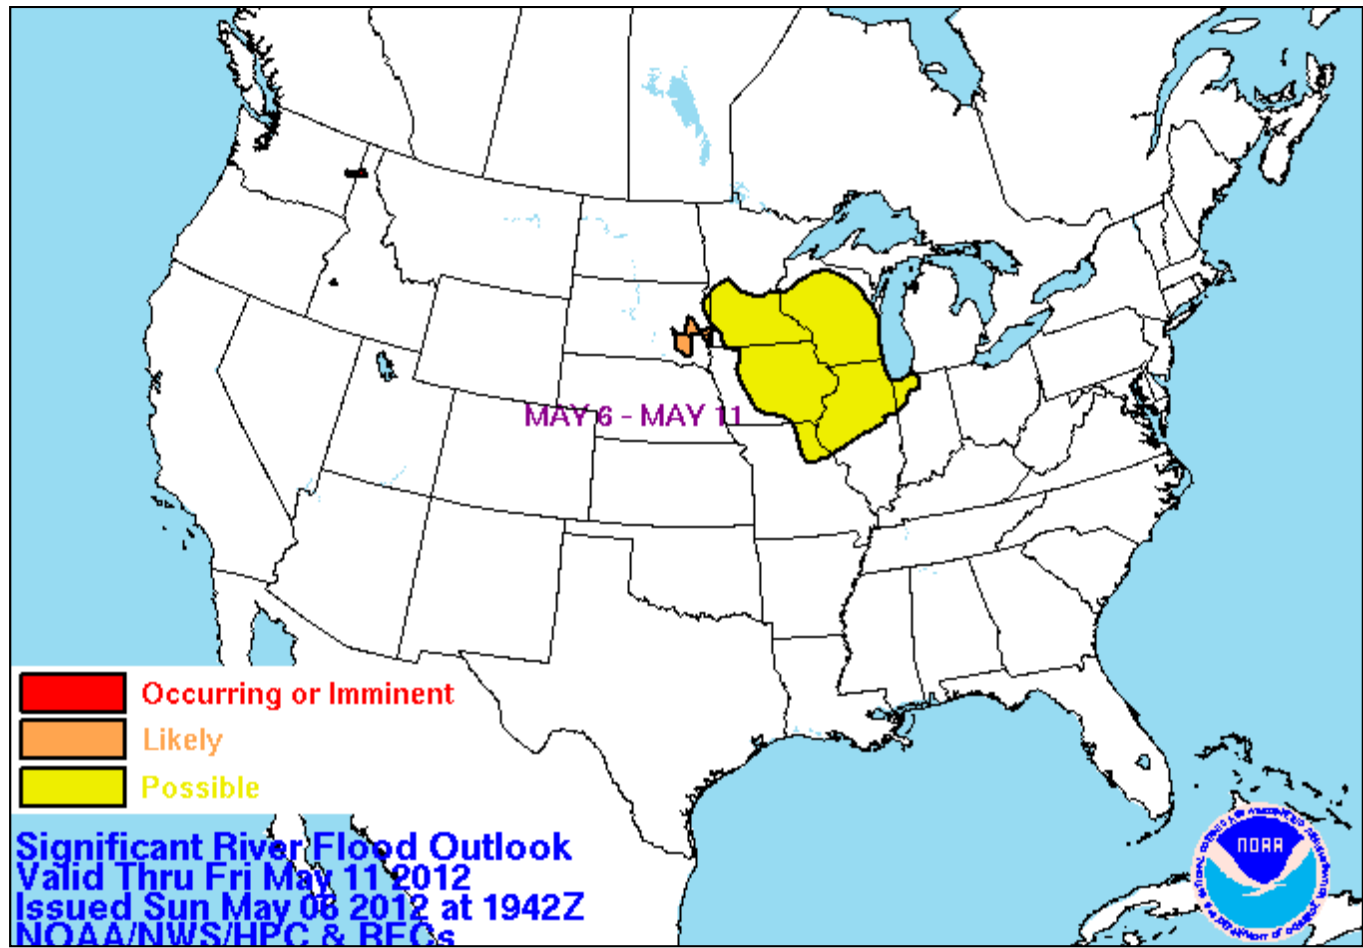 MAY 6 - MAY 11
Occurring or Imminent
Likely
Possible
Significant River Flood Outlook
Valid Thru Fri May 11 2012
Issued Sun May 06 2012 at 1942Z
NOAA/NWS/HPC & RFCs
NOAA